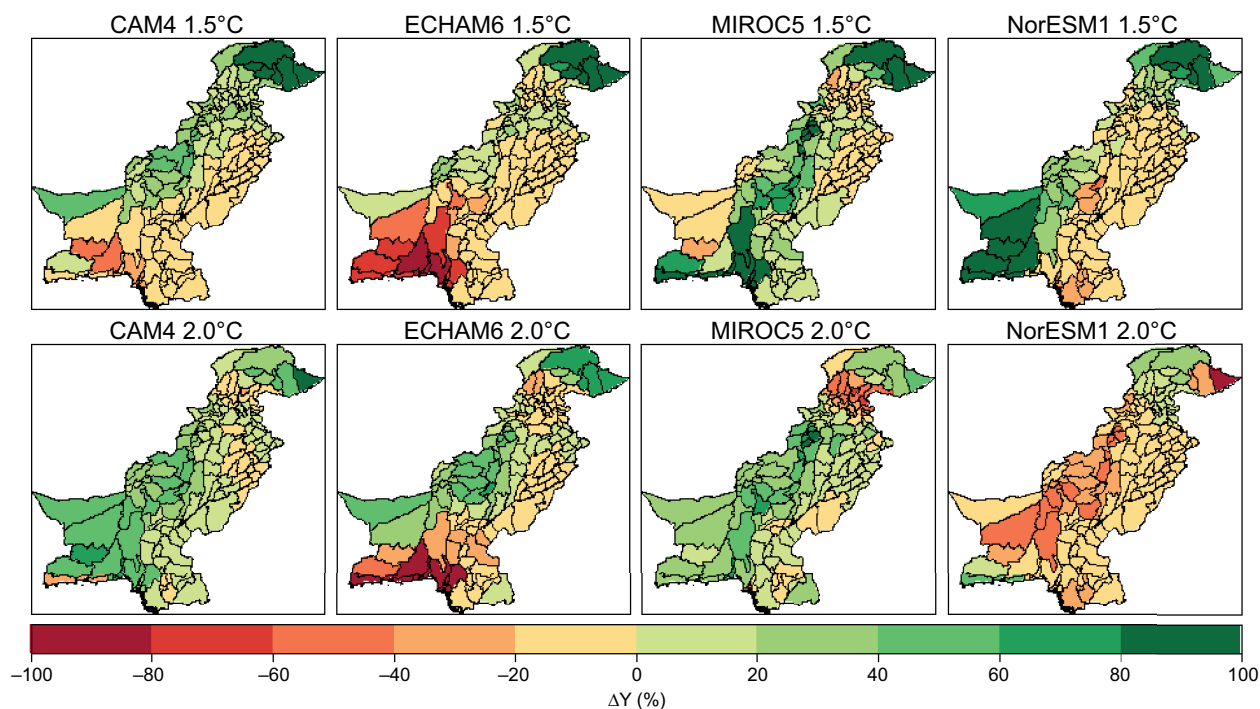 CAM4 1.5°C ECHAM6 1.5°C MIROC5 1.5°C NorESM1 1.5°C
CAM4 2.0°C ECHAM6 2.0°C MIROC5 2.0°C NorESM1 2.0°C
–100 –80 –60 –40 –20 0 20 40 60 80 100
ΔY (%)